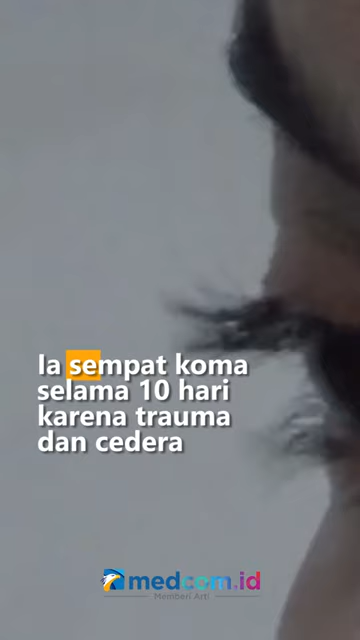 Ia sempat koma
selama 10 hari
karena trauma
dan cedera
medcom.id
Memberi Arti